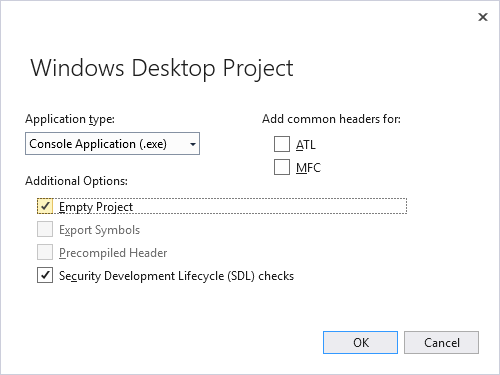 Windows Desktop Project
Application type:
Console Application (.exe)
Add common headers for:
ATL
MFC
Additional Options:
Empty Project
Export Symbols
Precompiled Header
Security Development Lifecycle (SDL) checks
OK
Cancel